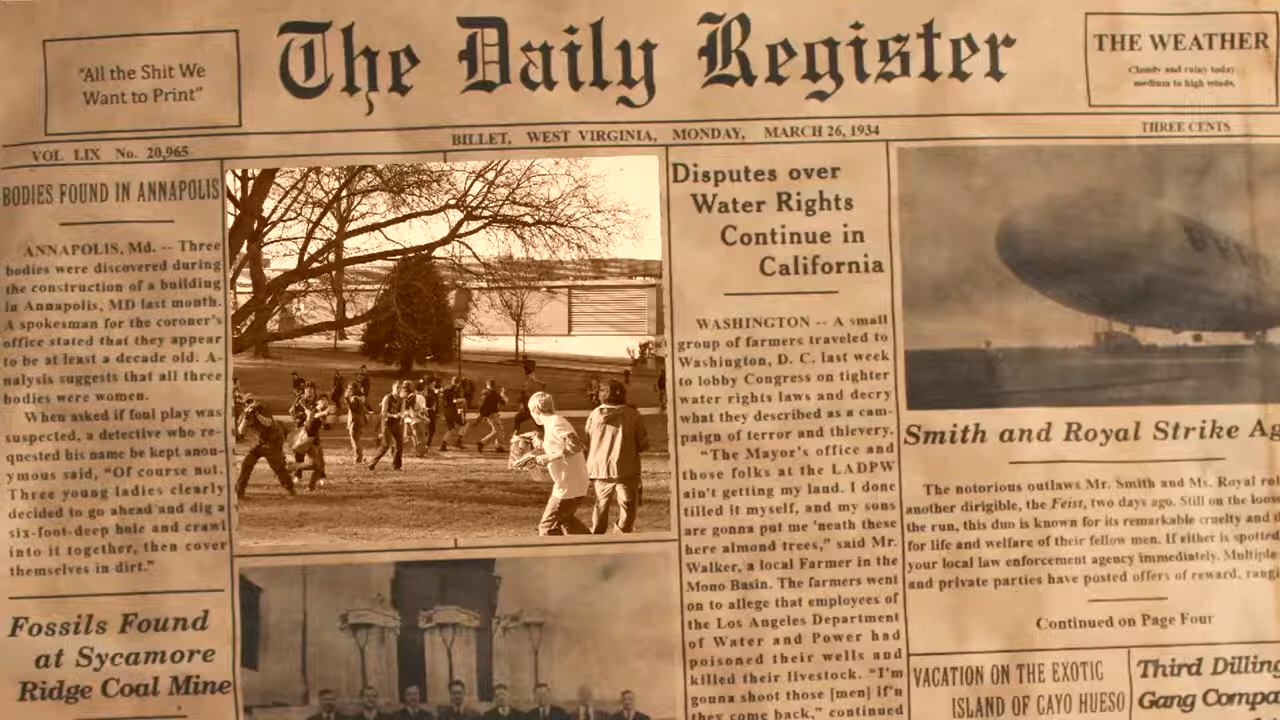 "All the Shit We
Want to Print"
The Daily Register
THE WEATHER
Cloudy and rainy today
medium to high winds.
BILLET, WEST VIRGINIA, MONDAY, MARCH 26, 1934
THREE CENTS
VOL LIX No. 20,965
BODIES FOUND IN ANNAPOLIS
ANNAPOLIS, Md. -- Three
bodies were discovered during
the construction of a building
in Annapolis, MD last month.
A spokesman for the coroner's
office stated that they appear
to be at least a decade old. A-
nalysis suggests that all three
bodies were women.
When asked if foul play was
suspected, a detective who re-
quested his name be kept anon-
ymous said, "Of course not.
Three young ladies clearly
decided to go ahead and dig a
six-foot-deep hole and crawl
into it together, then cover
themselves in dirt."
Fossils Found
at Sycamore
Ridge Coal Mine
Disputes over
Water Rights
Continue in
California
WASHINGTON -- A small
group of farmers traveled to
Washington, D. C. last week
to lobby Congress on tighter
water rights laws and decry
what they described as a cam-
paign of terror and thievery.
"The Mayor's office and
those folks at the LADPW
ain't getting my land. I done
tilled it myself, and my sons
are gonna put me 'neath these
here almond trees," said Mr.
Walker, a local Farmer in the
Mono Basin. The farmers went
on to allege that employees of
the Los Angeles Department
of Water and Power had
poisoned their wells and
killed their livestock. "I'm
gonna shoot those [men] if'n
they come back," continued
Smith and Royal Strike Ag
The notorious outlaws Mr. Smith and Ms. Royal
another dirigible, the Feist, two days ago. Still on the
the run, this duo is known for its remarkable cruelty and
for life and welfare of their fellow men. If either is spotted
your local law enforcement agency immediately. Multiple
and private parties have posted offers of reward,
Continued on Page Four
VACATION ON THE EXOTIC
ISLAND OF CAYO HUESO
Third Dilling
Gang Compa